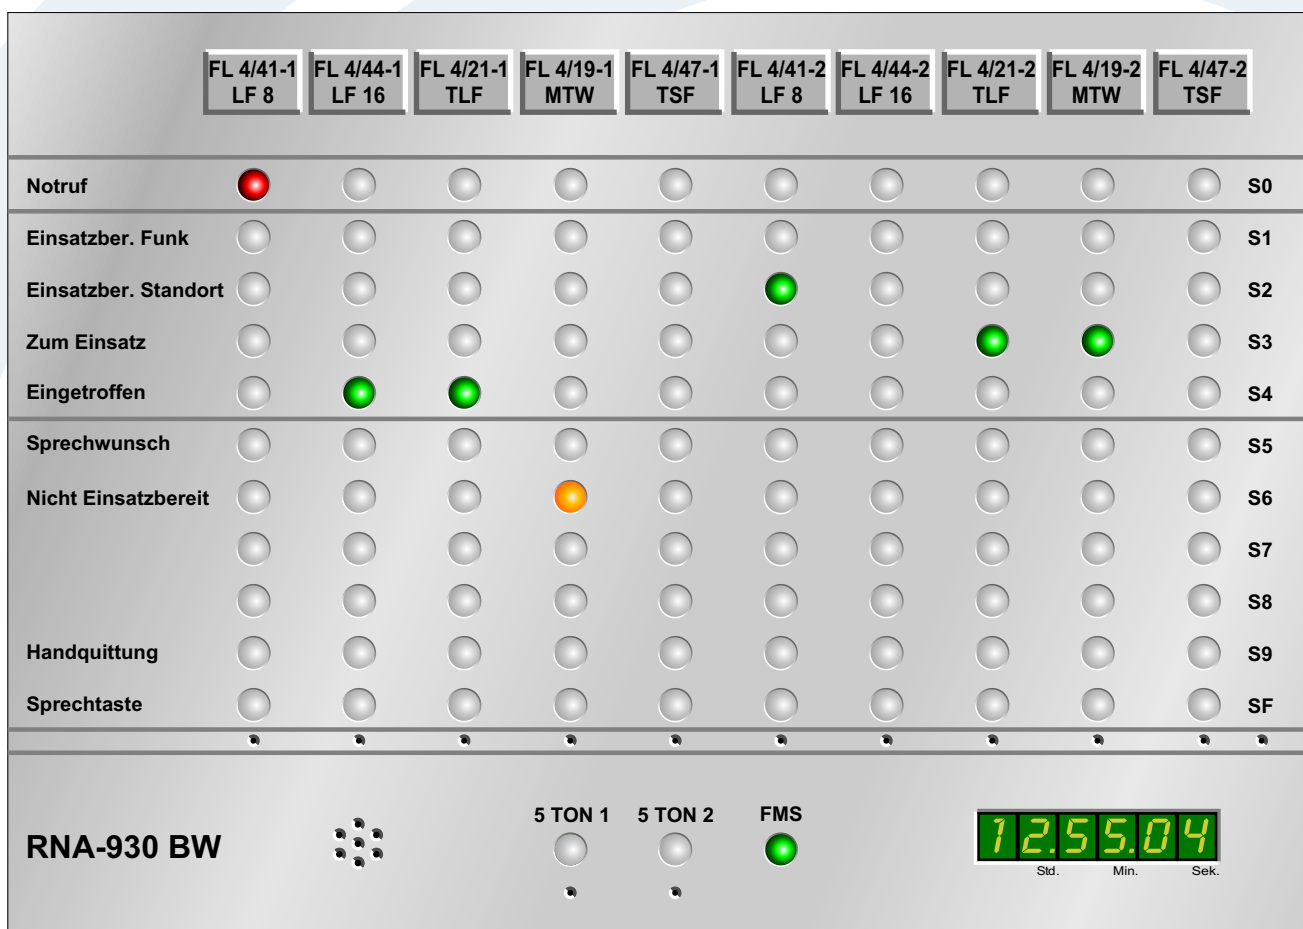 FL 4/41-1 FL 4/44-1 FL 4/21-1 FL 4/19-1 FL 4/47-1 FL 4/41-2 FL 4/44-2 FL 4/21-2 FL 4/19-2 FL 4/47-2
LF 8 LF 16 TLF MTW TSF LF 8 LF 16 TLF MTW TSF
Notruf S0
Einsatzber. Funk S1
Einsatzber. Standort S2
Zum Einsatz S3
Eingetroffen S4
Sprechwunsch S5
Nicht Einsatzbereit S6
S7
S8
Handquittung S9
Sprechtaste SF
5 TON 1 5 TON 2 FMS
RNA-930 BW 12.55.04
Std. Min. Sek.